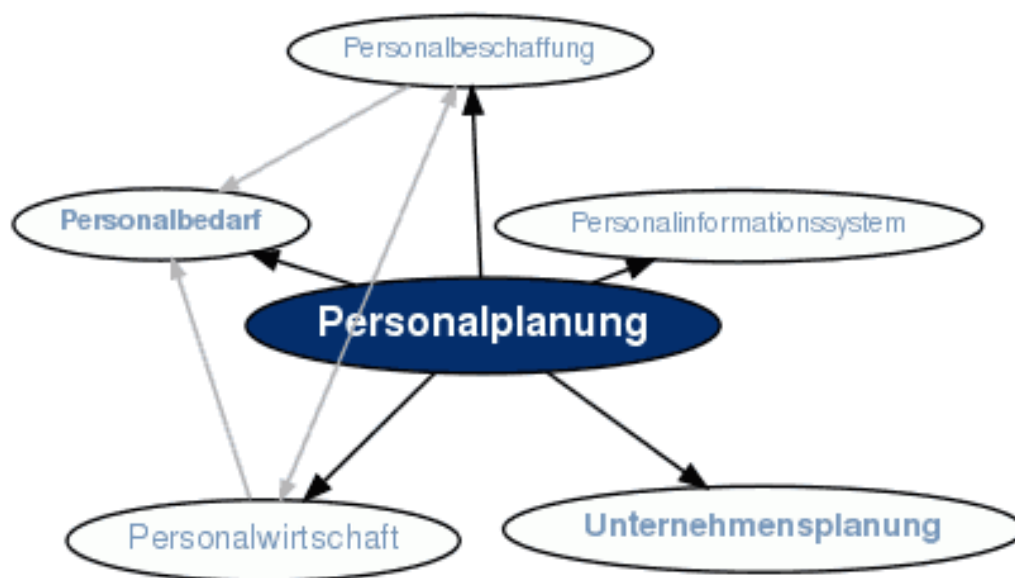 Personalbeschaffung
Personalbedarf
Personalinformationssystem
Personalplanung
Personalwirtschaft
Unternehmensplanung